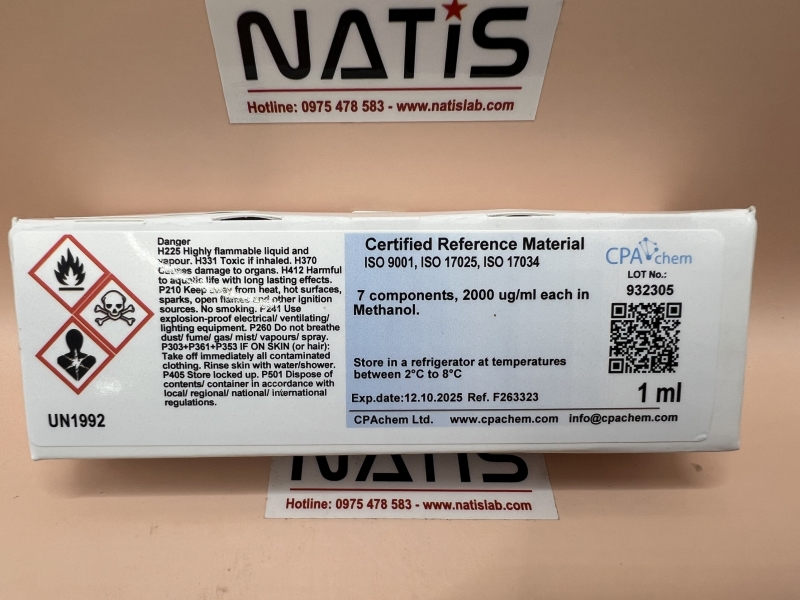 NATiS
Hotline: 0975 478 583 - www.natislab.com
Danger
H225 Highly flammable liquid and
vapour. H331 Toxic if inhaled. H370
Causes damage to organs. H412 Harmful
to aquatic life with long lasting effects.
P210 Keep away from heat, hot surfaces,
sparks, open flames and other ignition
sources. No smoking. P241 Use
explosion-proof electrical/ ventilating/
lighting equipment. P260 Do not breathe
dust/ fume/ gas/ mist/ vapours/ spray.
P303+P361+P353 IF ON SKIN (or hair):
Take off immediately all contaminated
clothing. Rinse skin with water/shower.
P405 Store locked up. P501 Dispose of
contents/ container in accordance with
local/ regional/ national/ international
regulations.
UN1992
Certified Reference Material
ISO 9001, ISO 17025, ISO 17034
7 components, 2000 ug/ml each in
Methanol.
Store in a refrigerator at temperatures
between 2°C to 8°C
Exp.date:12.10.2025 Ref. F263323
CPAchem
LOT No.:
932305
1 ml
CPAchem Ltd. www.cpachem.com info@cpachem.com
NATiS
Hotline: 0975 478 583 - www.natislab.com